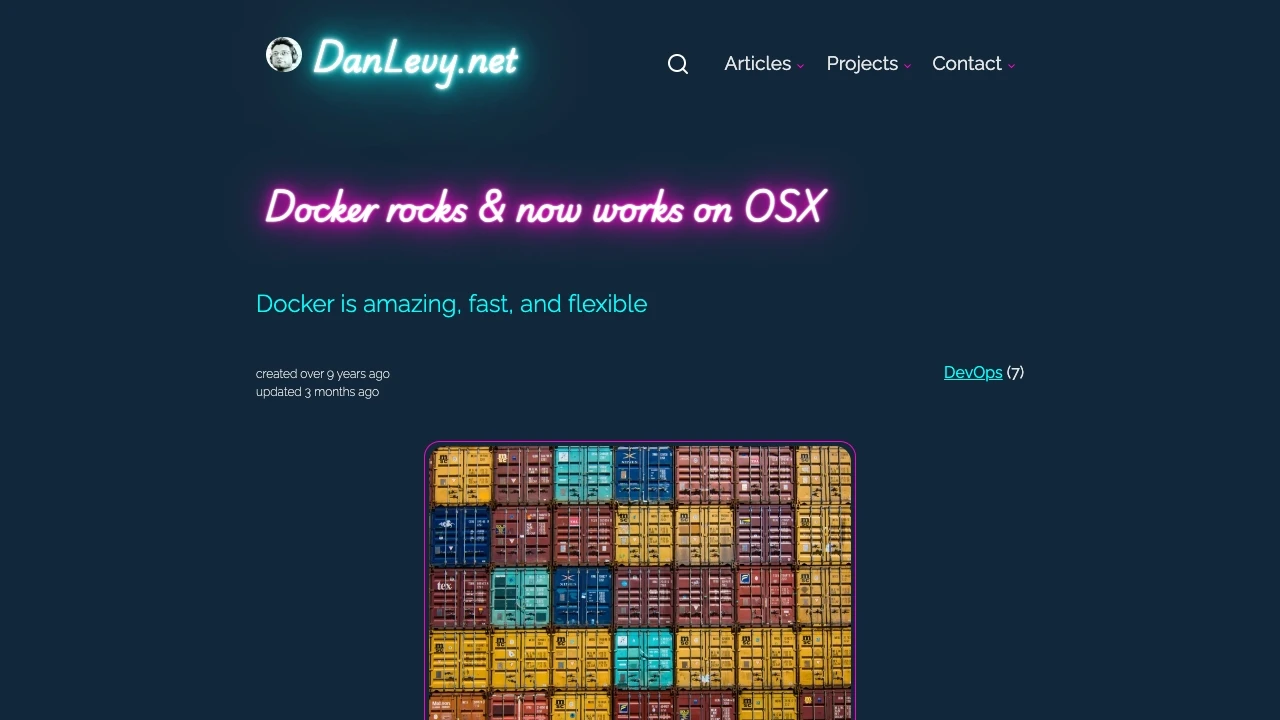 DanLevy.net
Articles Projects Contact
Docker rocks & now works on OSX
Docker is amazing, fast, and flexible
created over 9 years ago
updated 3 months ago
DevOps (7)
tex